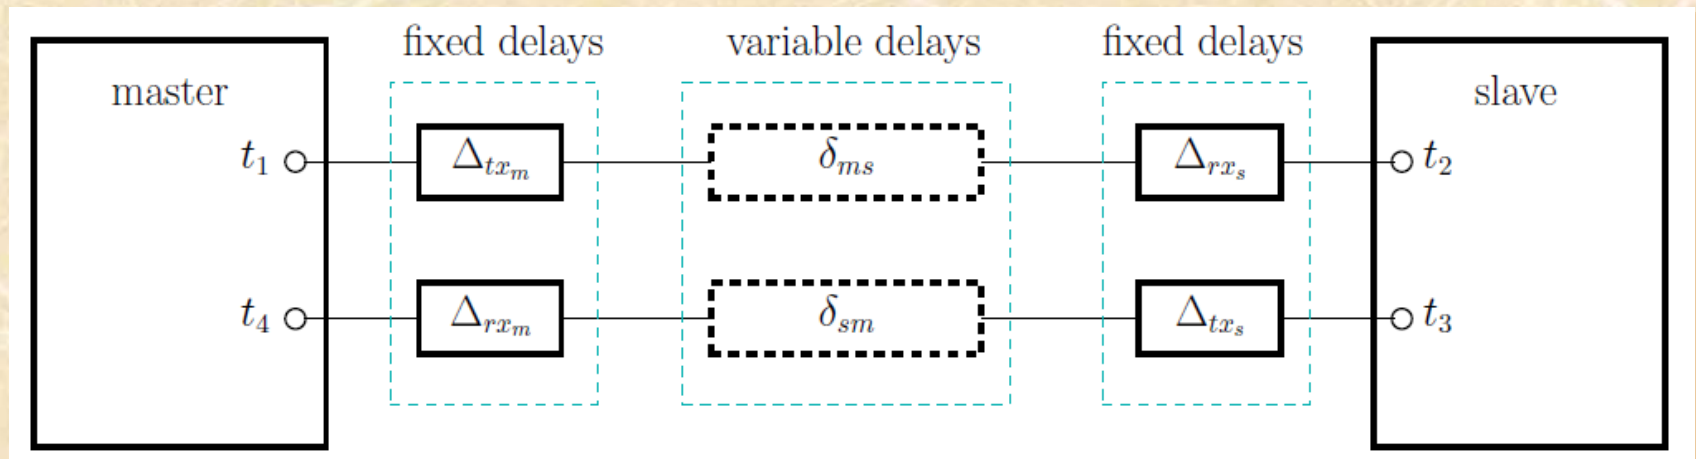 fixed delays variable delays fixed delays
master slave
t₁ Δₜₓₘ δₘₛ Δᵣₓₛ t₂
t₄ Δᵣₓₘ δₛₘ Δₜₓₛ t₃